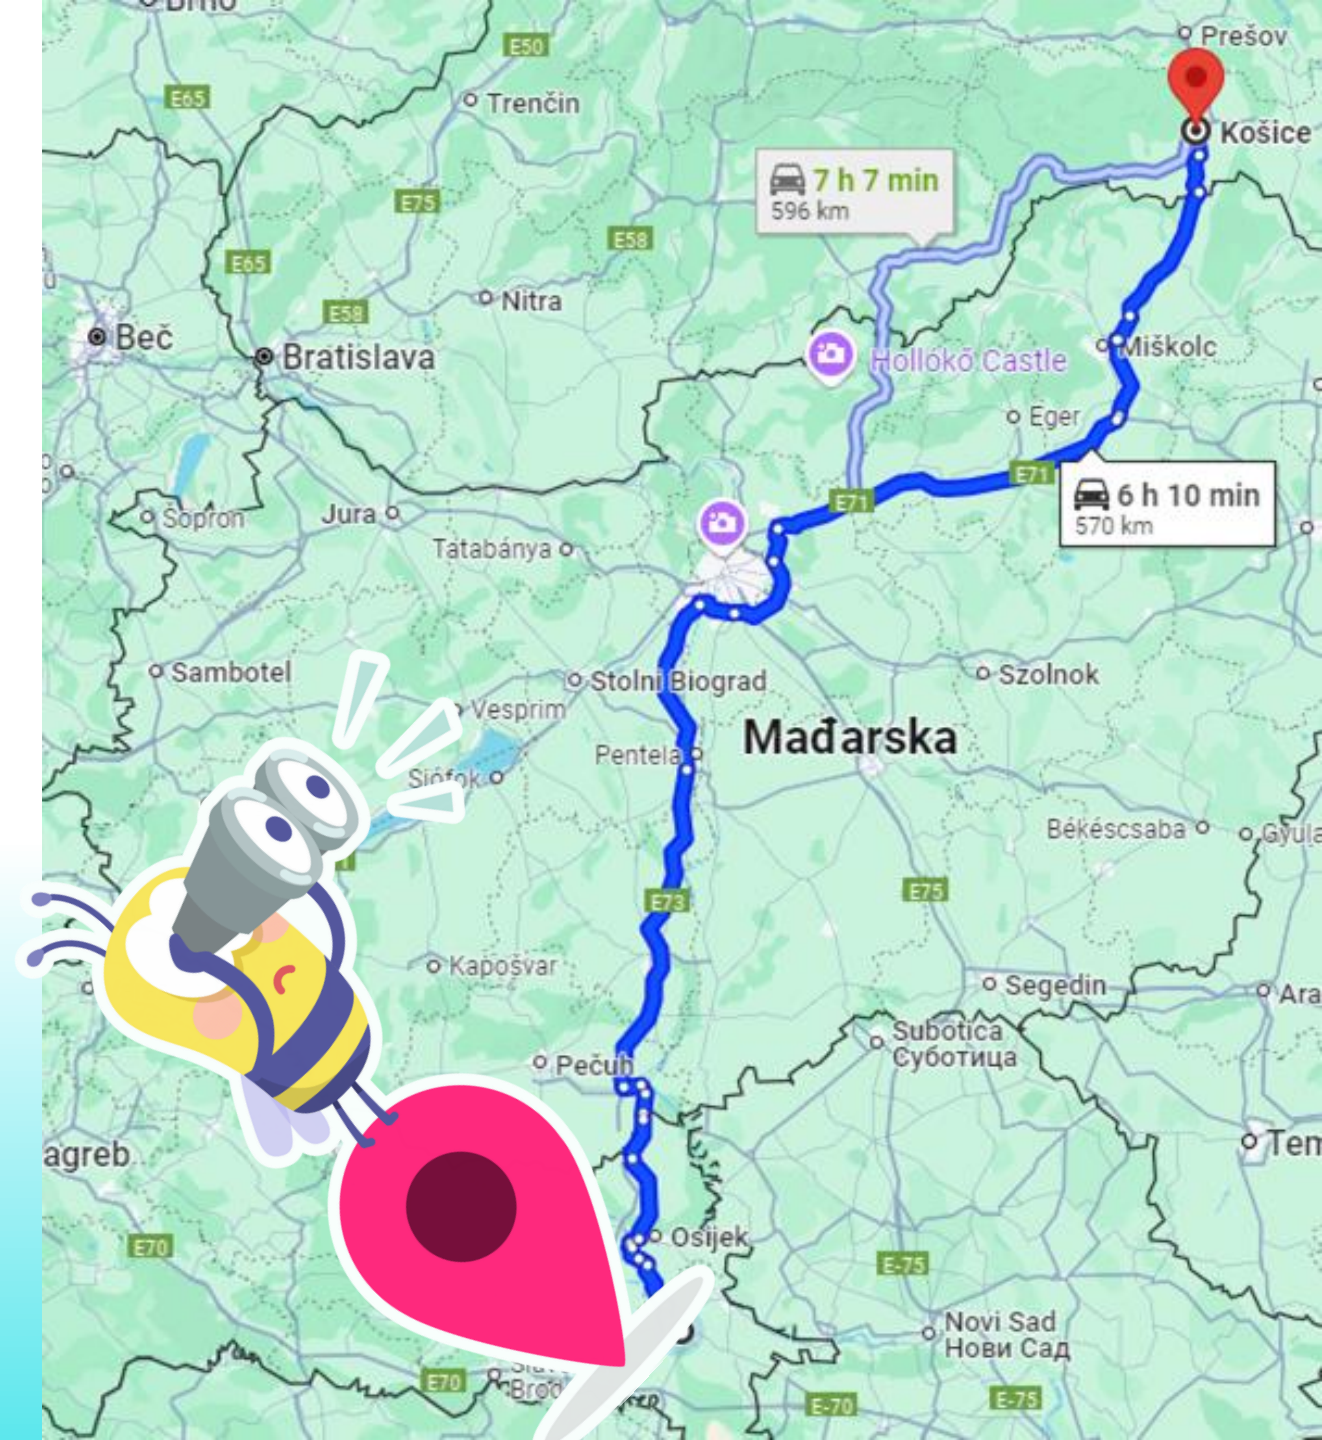 Brno
Prešov
E50
E65
Trenčin
Košice
7 h 7 min
596 km
E75
E58
E65
Nitra
E58
Beč
Bratislava
Miškolc
Hollókő Castle
Eger
E71
E71
6 h 10 min
570 km
Sopron
Jura
Tatabánya
Sambotel
Stolni Biograd
Szolnok
Vesprim
Mađarska
Pentela
Siófok
Békéscsaba
Gyula
E75
E73
Kapošvar
Segedin
Ara
Subotica
Суботица
Pečuh
agreb
Tem
Osijek
E70
E-75
Novi Sad
Нови Сад
E70
Brod
E-70
E-75